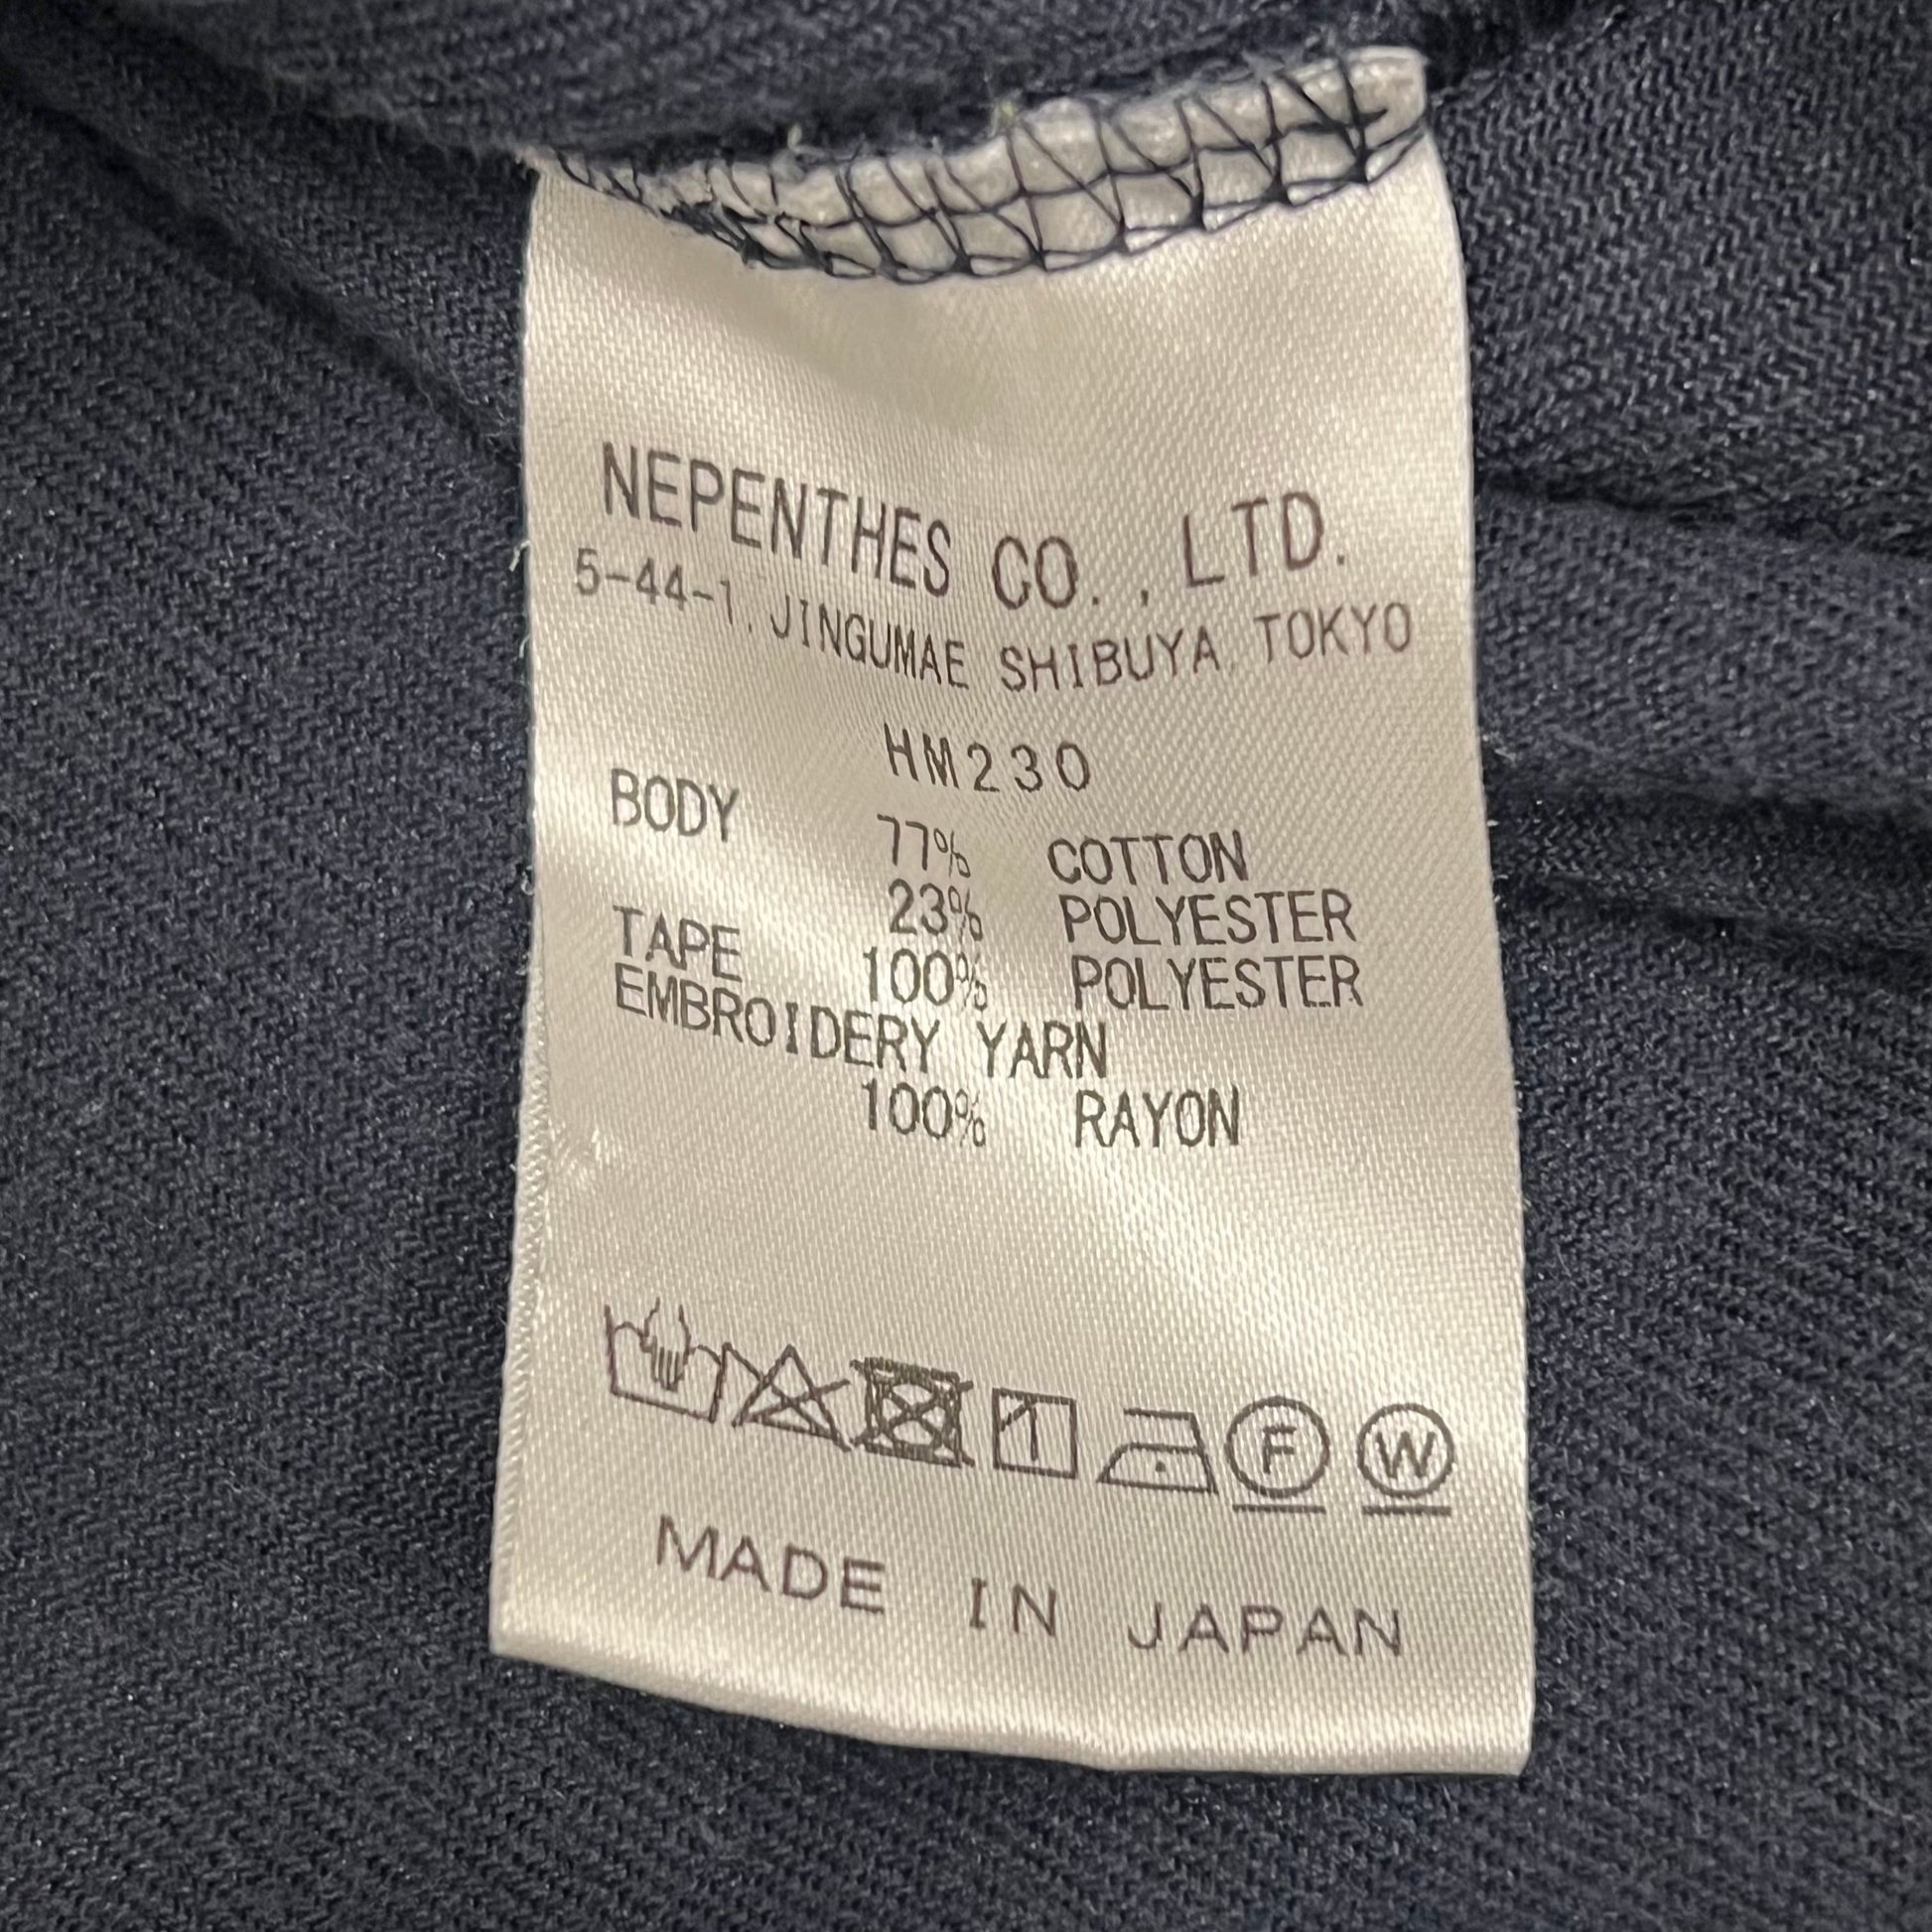 NEPENTHES CO., LTD.
5-44-1, JINGUMAE SHIBUYA, TOKYO
HM230
BODY 77% COTTON
23% POLYESTER
TAPE 100% POLYESTER
EMBROIDERY YARN
100% RAYON
F W
MADE IN JAPAN